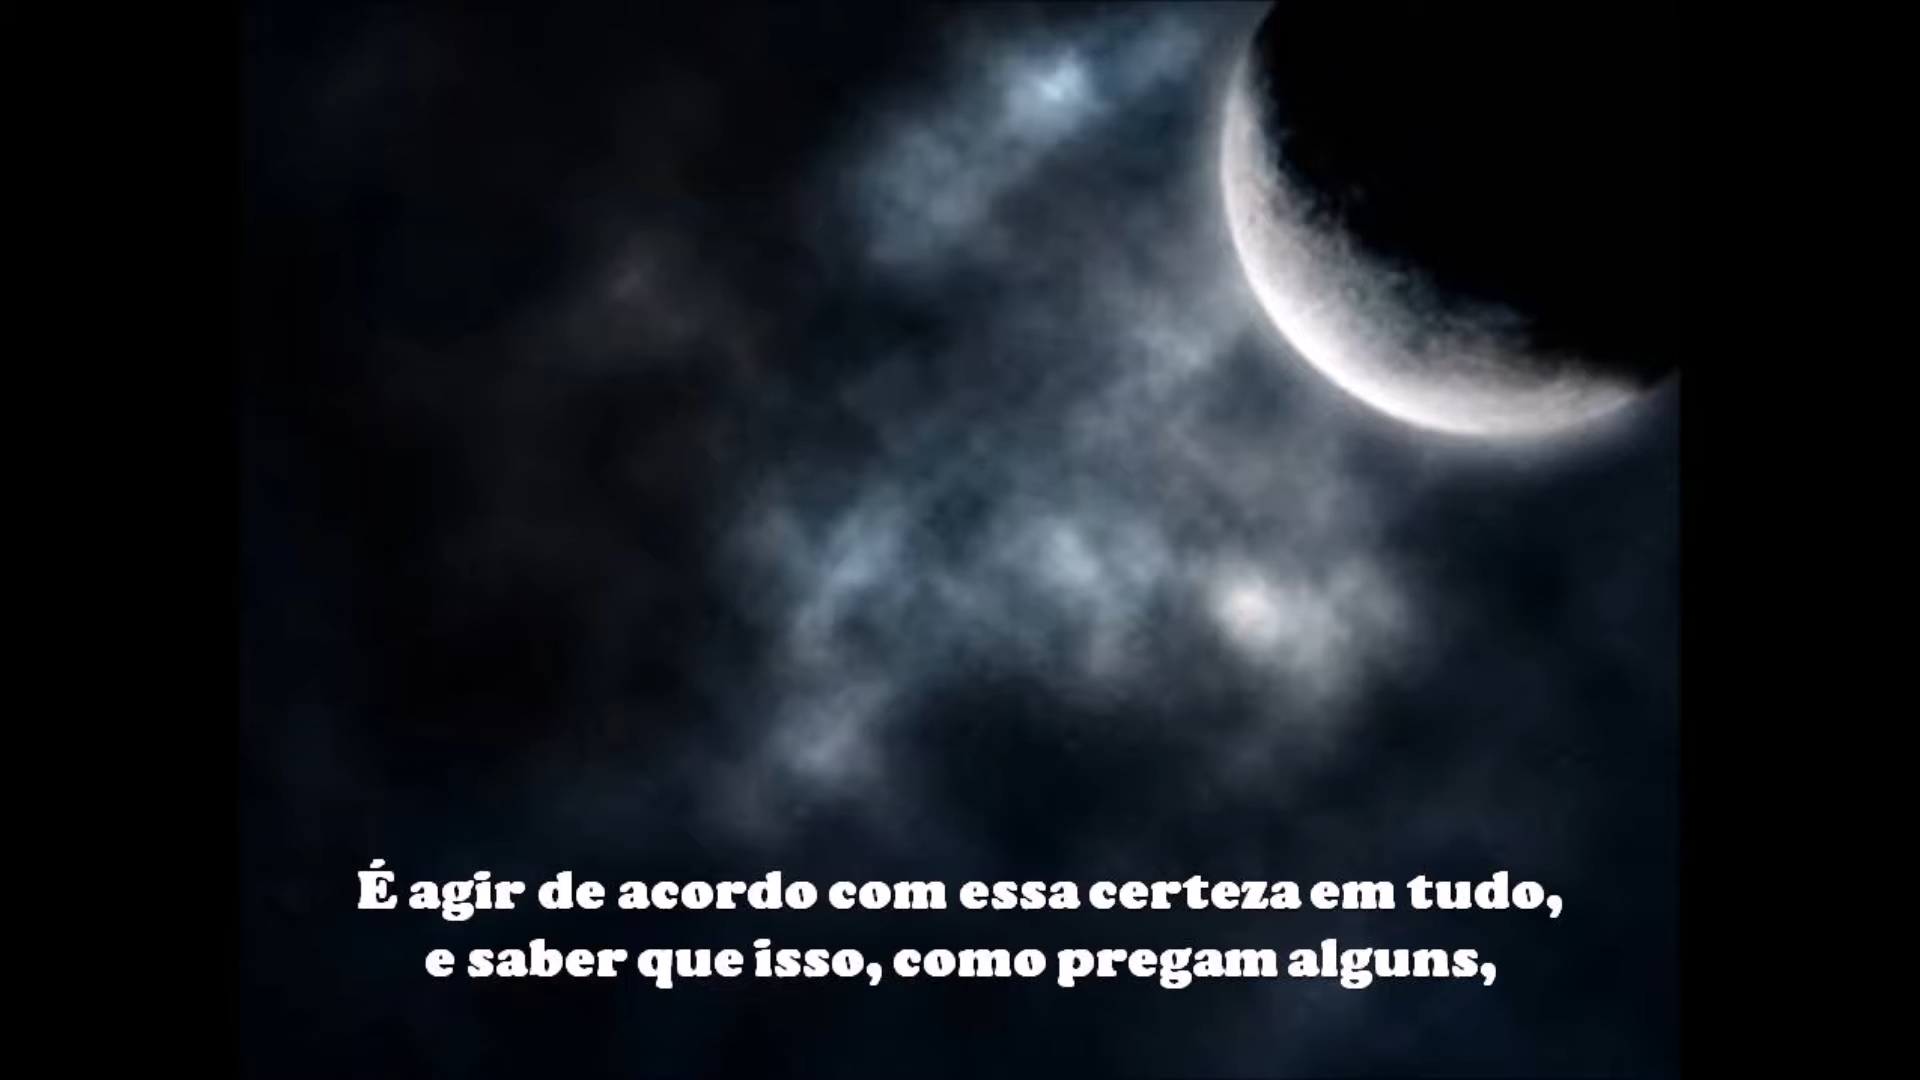 É agir de acordo com essa certeza em tudo,
e saber que isso, como pregam alguns,